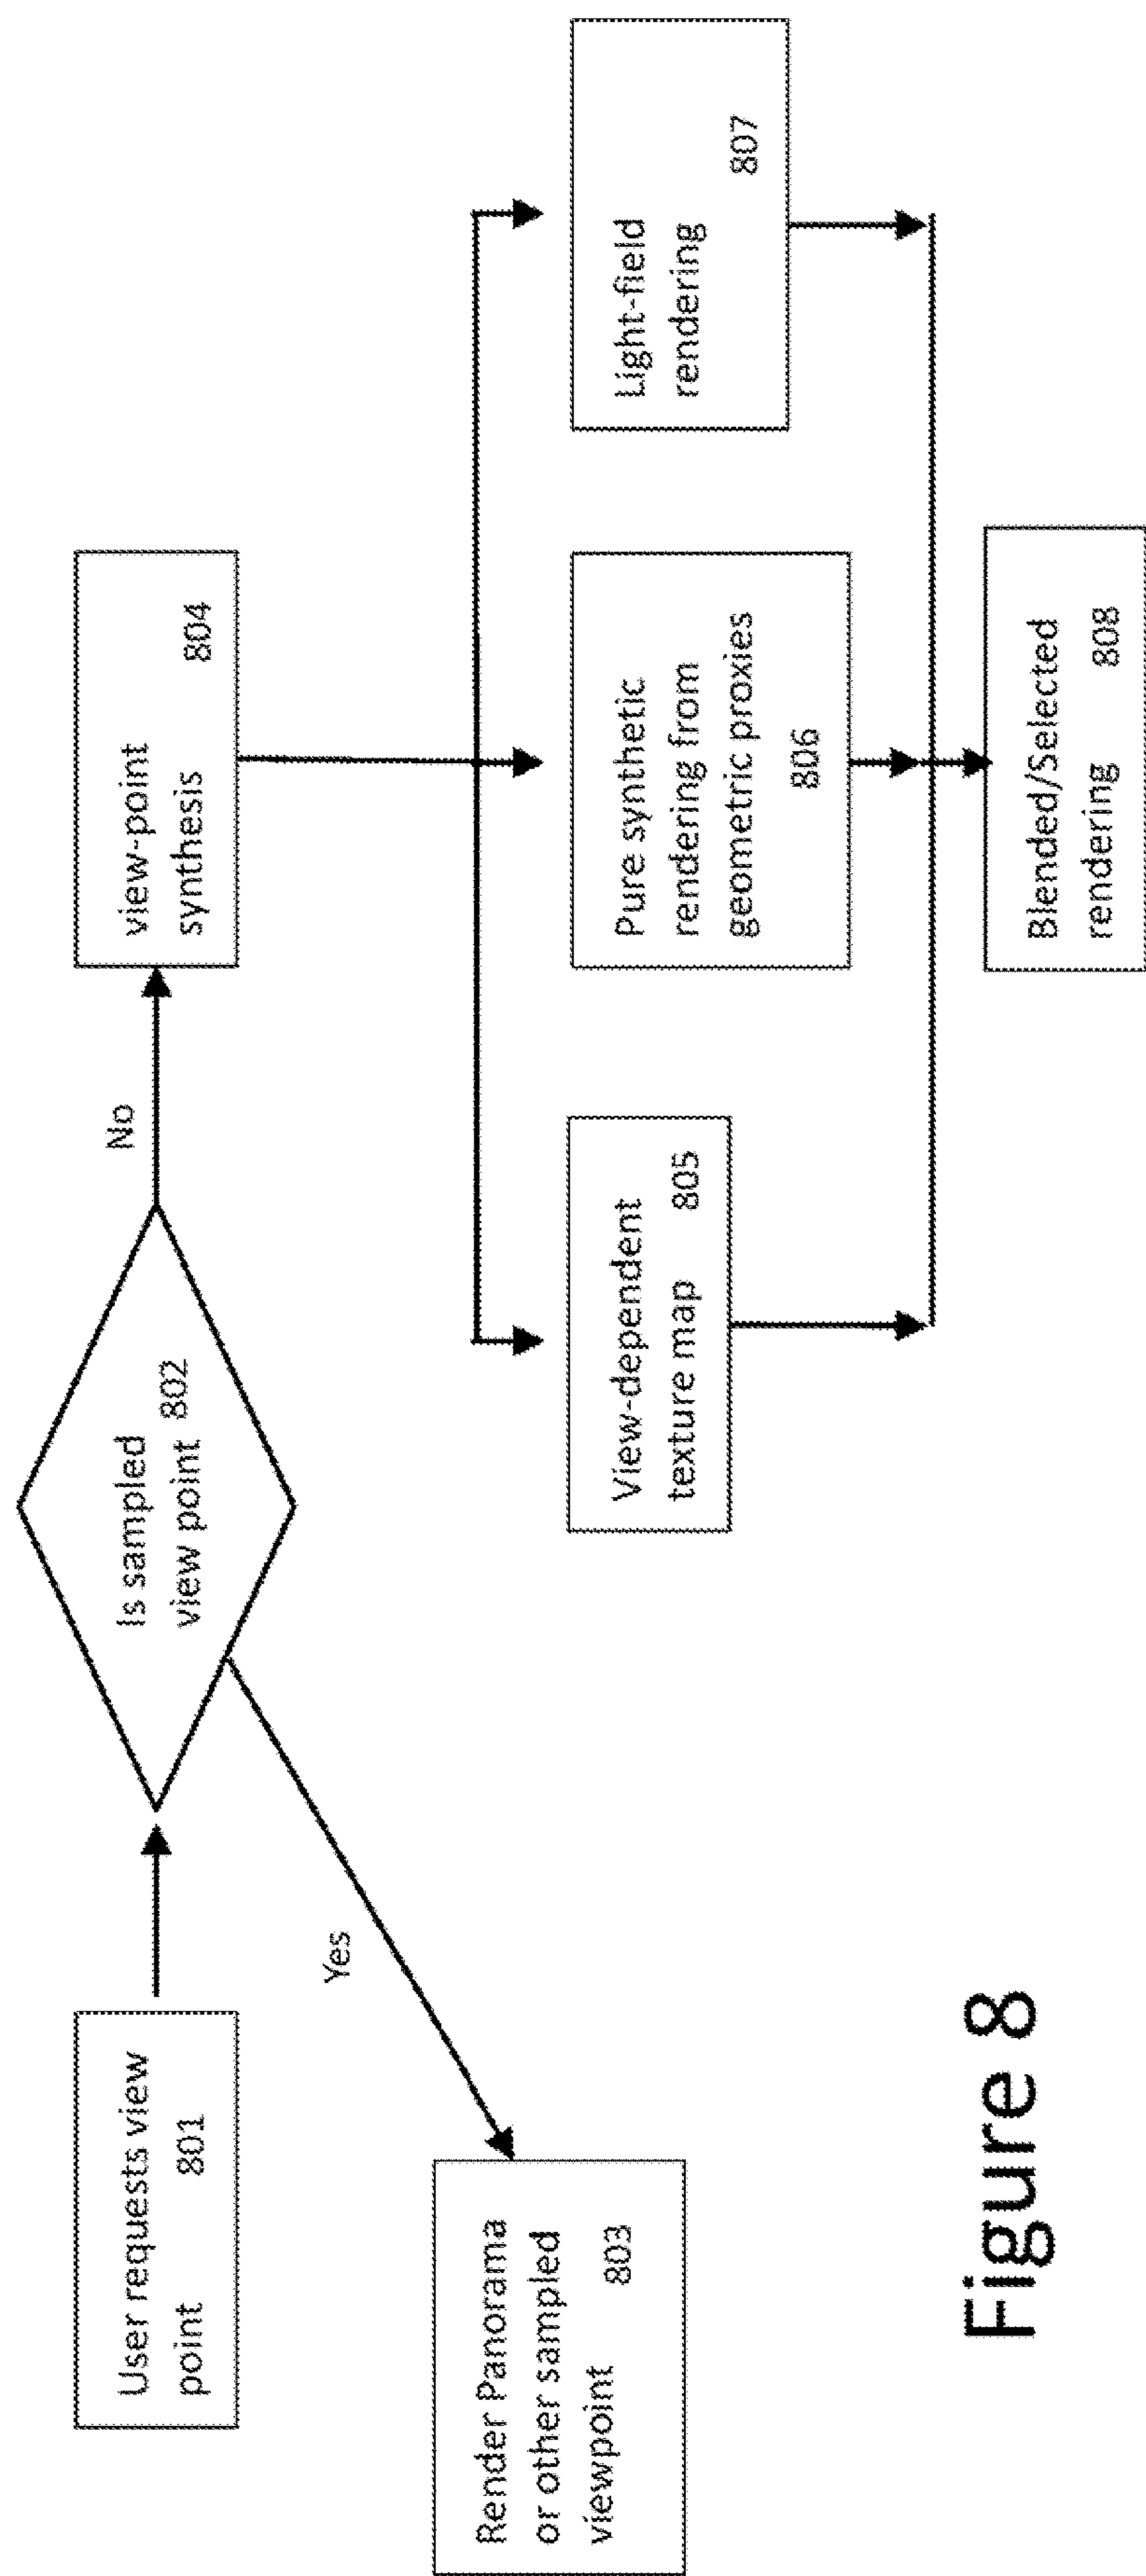 User requests view
point 801
Is sampled
view point 802
No
view-point
synthesis 804
Yes
Render Panorama
or other sampled
viewpoint 803
View-dependent
texture map 805
Pure synthetic
rendering from
geometric proxies
806
Light-field
rendering
807
Blended/Selected
rendering 808
Figure 8